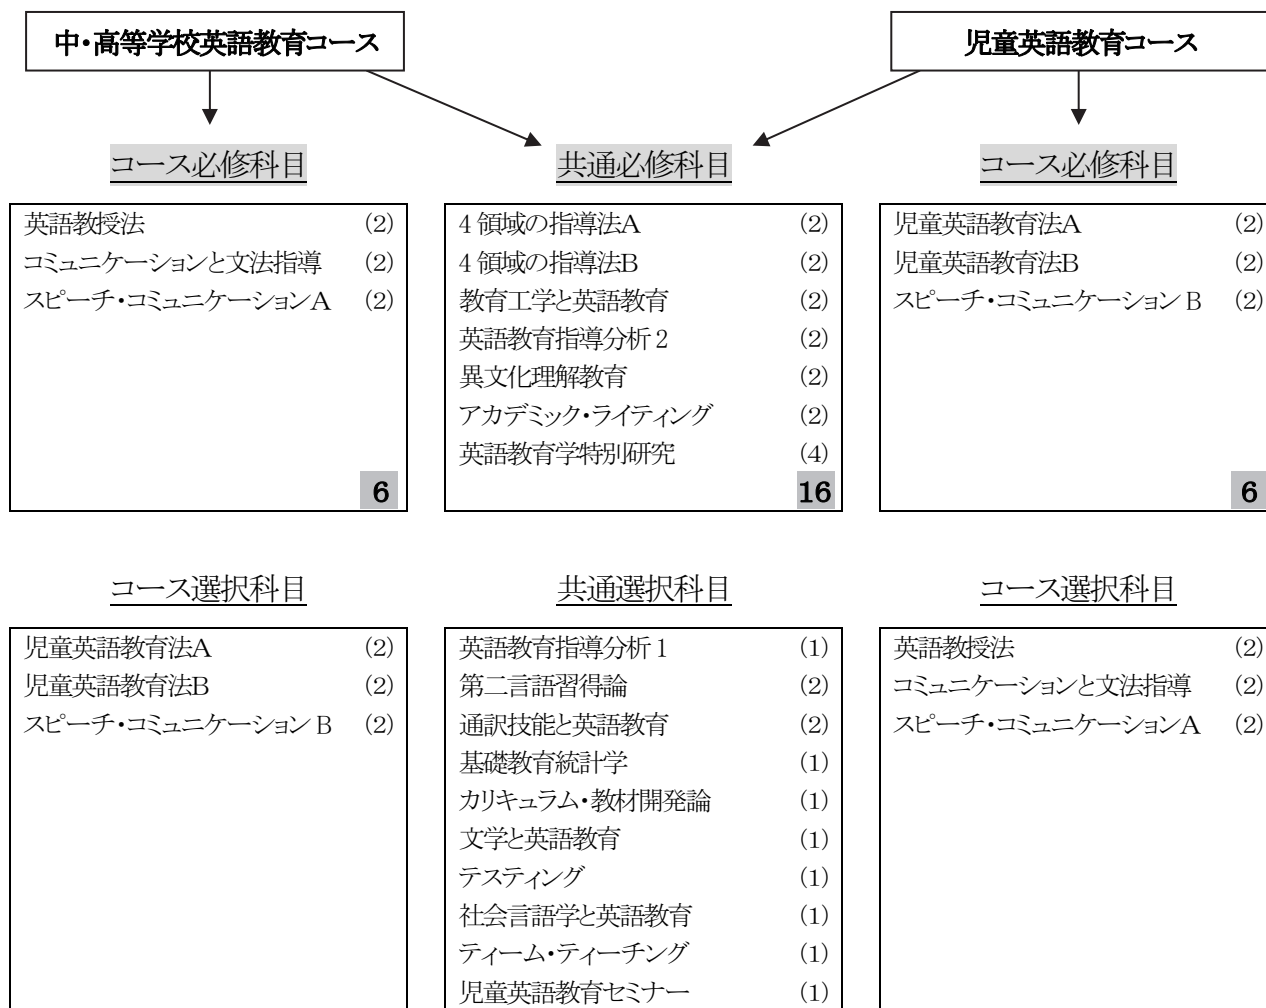 中・高等学校英語教育コース
児童英語教育コース
コース必修科目
英語教授法 (2)
コミュニケーションと文法指導 (2)
スピーチ・コミュニケーションA (2)
6
共通必修科目
4領域の指導法A (2)
4領域の指導法B (2)
教育工学と英語教育 (2)
英語教育指導分析2 (2)
異文化理解教育 (2)
アカデミック・ライティング (2)
英語教育学特別研究 (4)
16
コース必修科目
児童英語教育法A (2)
児童英語教育法B (2)
スピーチ・コミュニケーションB (2)
6
コース選択科目
児童英語教育法A (2)
児童英語教育法B (2)
スピーチ・コミュニケーションB (2)
共通選択科目
英語教育指導分析1 (1)
第二言語習得論 (2)
通訳技能と英語教育 (2)
基礎教育統計学 (1)
カリキュラム・教材開発論 (1)
文学と英語教育 (1)
テスティング (1)
社会言語学と英語教育 (1)
ティーム・ティーチング (1)
児童英語教育セミナー (1)
コース選択科目
英語教授法 (2)
コミュニケーションと文法指導 (2)
スピーチ・コミュニケーションA (2)